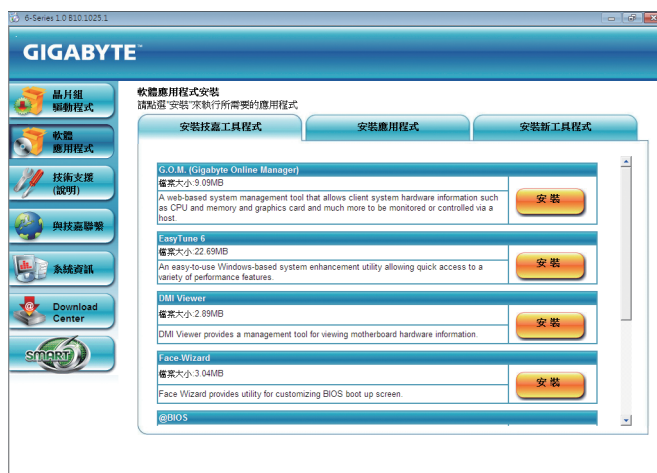 6-Series 1.0 B10.1025.1
GIGABYTE™
晶片組
驅動程式
軟體
應用程式
技術支援
(說明)
與技嘉聯繫
系統資訊
Download
Center
SMART 6
軟體應用程式安裝
請點選"安裝"來執行所需要的應用程式
安裝技嘉工具程式
安裝應用程式
安裝新工具程式
G.O.M. (Gigabyte Online Manager)
檔案大小:9.09MB
A web-based system management tool that allows client system hardware information such
as CPU and memory and graphics card and much more to be monitored or controlled via a
host.
安裝
EasyTune 6
檔案大小:22.69MB
An easy-to-use Windows-based system enhancement utility allowing quick access to a
variety of performance features.
安裝
DMI Viewer
檔案大小:2.89MB
DMI Viewer provides a management tool for viewing motherboard hardware information.
安裝
Face-Wizard
檔案大小:3.04MB
Face Wizard provides utility for customizing BIOS boot up screen.
安裝
@BIOS